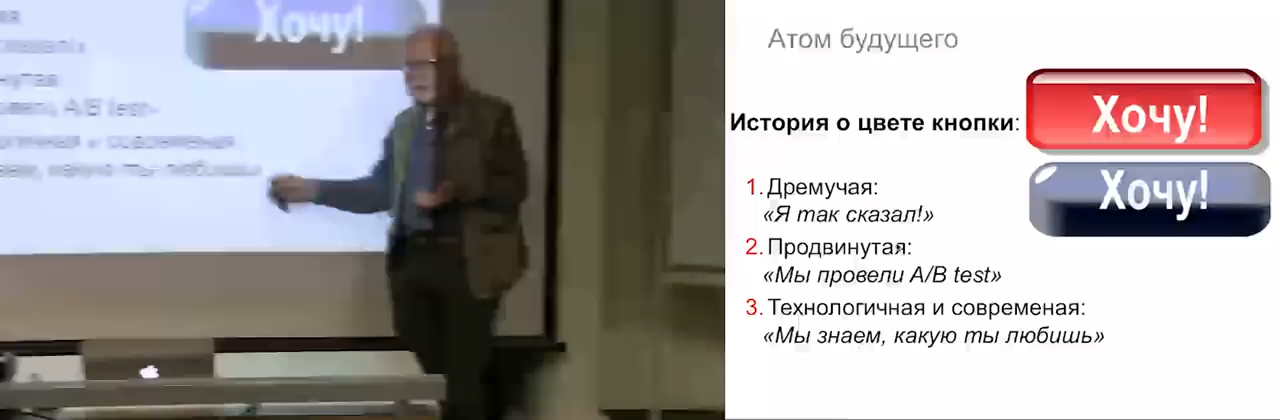 Хочу!
A/B test»
Атом будущего
Хочу!
История о цвете кнопки:
Хочу!
1. Дремучая:
«Я так сказал!»
2. Продвинутая:
«Мы провели A/B test»
3. Технологичная и современая:
«Мы знаем, какую ты любишь»